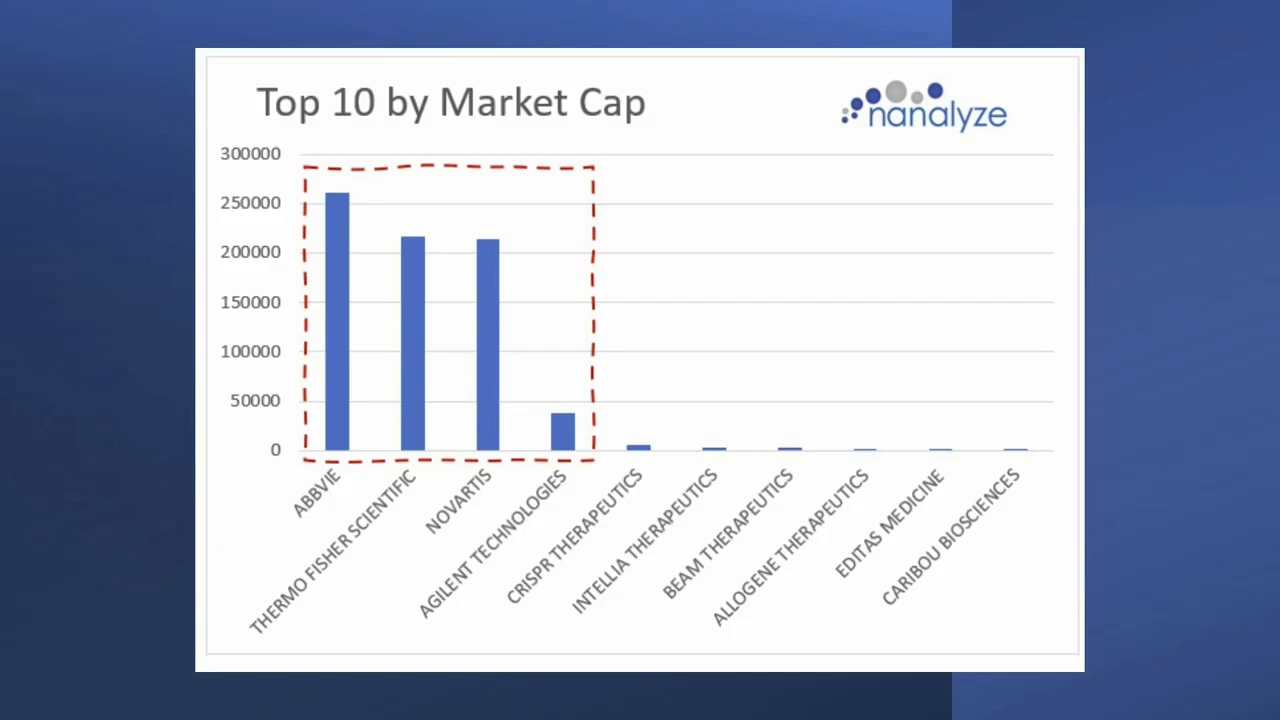 Top 10 by Market Cap
nanalyze
300000
250000
200000
150000
100000
50000
0
ABBVIE
THERMO FISHER SCIENTIFIC
NOVARTIS
AGILENT TECHNOLOGIES
CRISPR THERAPEUTICS
INTELLIA THERAPEUTICS
BEAM THERAPEUTICS
ALLOGENE THERAPEUTICS
EDITAS MEDICINE
CARIBOU BIOSCIENCES